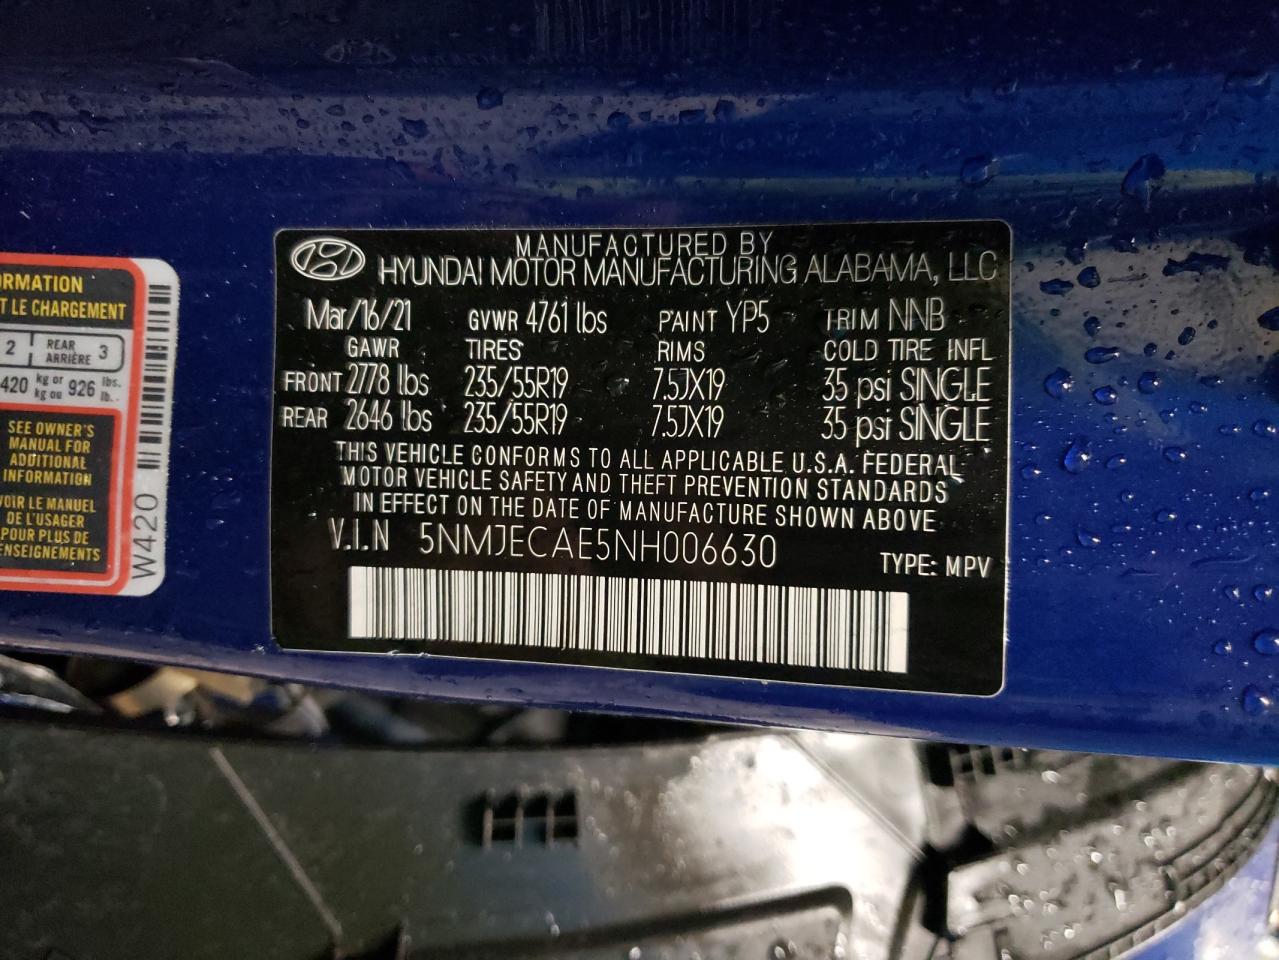 MANUFACTURED BY
HYUNDAI MOTOR MANUFACTURING ALABAMA, LLC
Mar/16/21 GVWR 4761 lbs PAINT YP5 TRIM NNB
GAWR TIRES RIMS COLD TIRE INFL
FRONT 2778 lbs 235/55R19 7.5JX19 35 psi SINGLE
REAR 2646 lbs 235/55R19 7.5JX19 35 psi SINGLE
THIS VEHICLE CONFORMS TO ALL APPLICABLE U.S.A. FEDERAL
MOTOR VEHICLE SAFETY AND THEFT PREVENTION STANDARDS
IN EFFECT ON THE DATE OF MANUFACTURE SHOWN ABOVE
V.I.N 5NMJECAE5NH006630
TYPE: MPV
ORMATION
T LE CHARGEMENT
2 REAR ARRIÈRE 3
420 kg or kg ou 926 lbs. lb.
SEE OWNER'S
MANUAL FOR
ADDITIONAL
INFORMATION
VOIR LE MANUEL
DE L'USAGER
POUR PLUS DE
ENSEIGNEMENTS
W420